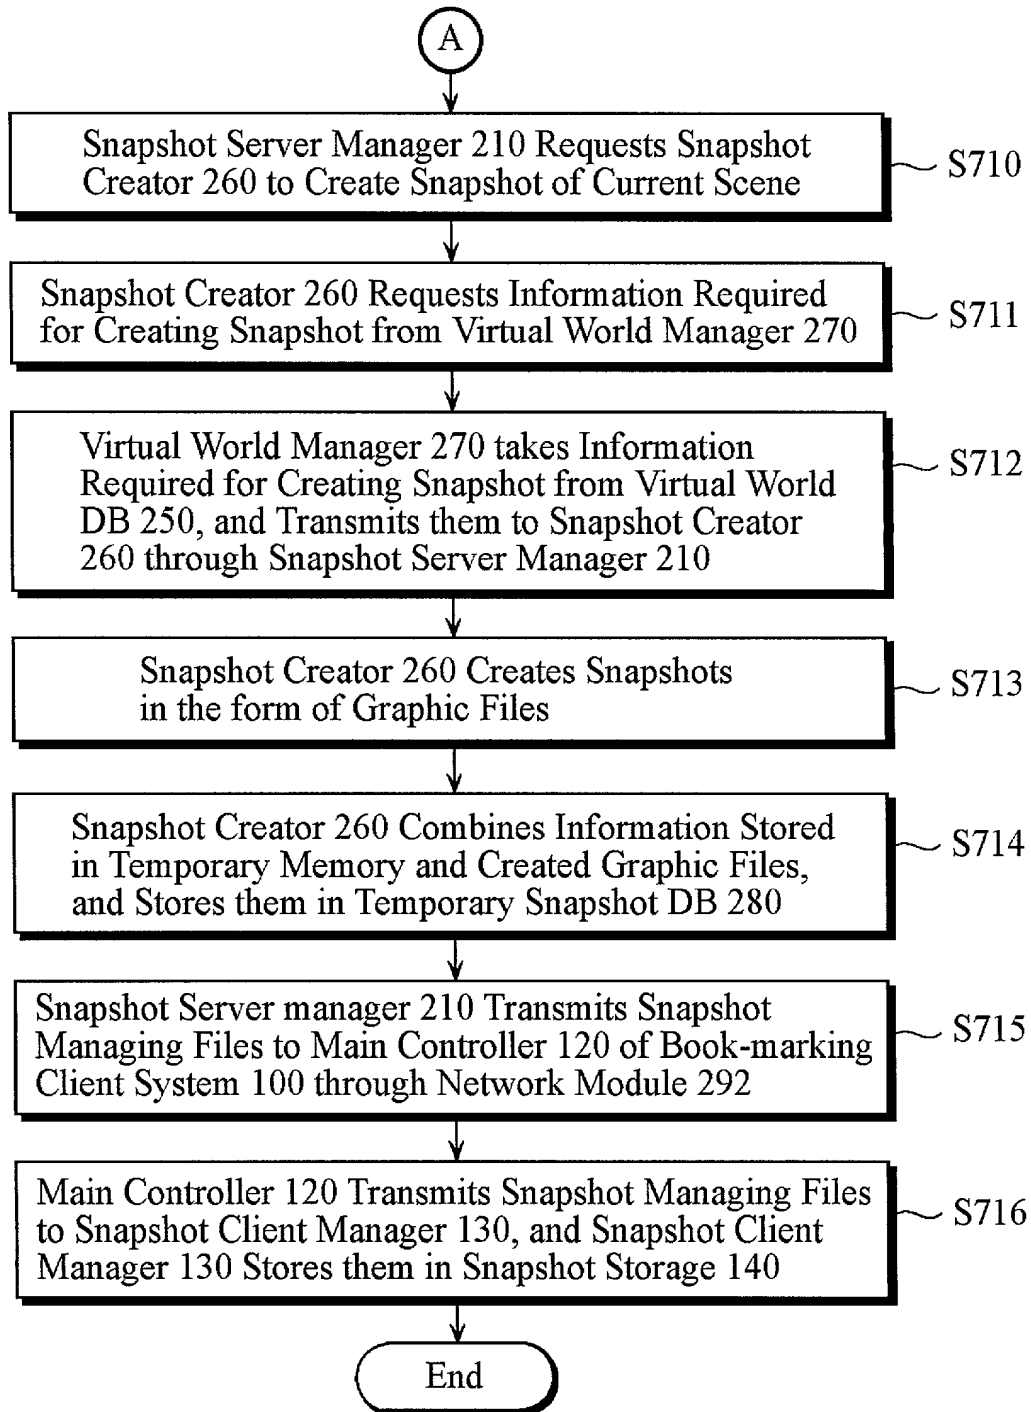 A
Snapshot Server Manager 210 Requests Snapshot
Creator 260 to Create Snapshot of Current Scene
S710
Snapshot Creator 260 Requests Information Required
for Creating Snapshot from Virtual World Manager 270
S711
Virtual World Manager 270 takes Information
Required for Creating Snapshot from Virtual World
DB 250, and Transmits them to Snapshot Creator
260 through Snapshot Server Manager 210
S712
Snapshot Creator 260 Creates Snapshots
in the form of Graphic Files
S713
Snapshot Creator 260 Combines Information Stored
in Temporary Memory and Created Graphic Files,
and Stores them in Temporary Snapshot DB 280
S714
Snapshot Server manager 210 Transmits Snapshot
Managing Files to Main Controller 120 of Book-marking
Client System 100 through Network Module 292
S715
Main Controller 120 Transmits Snapshot Managing Files
to Snapshot Client Manager 130, and Snapshot Client
Manager 130 Stores them in Snapshot Storage 140
S716
End